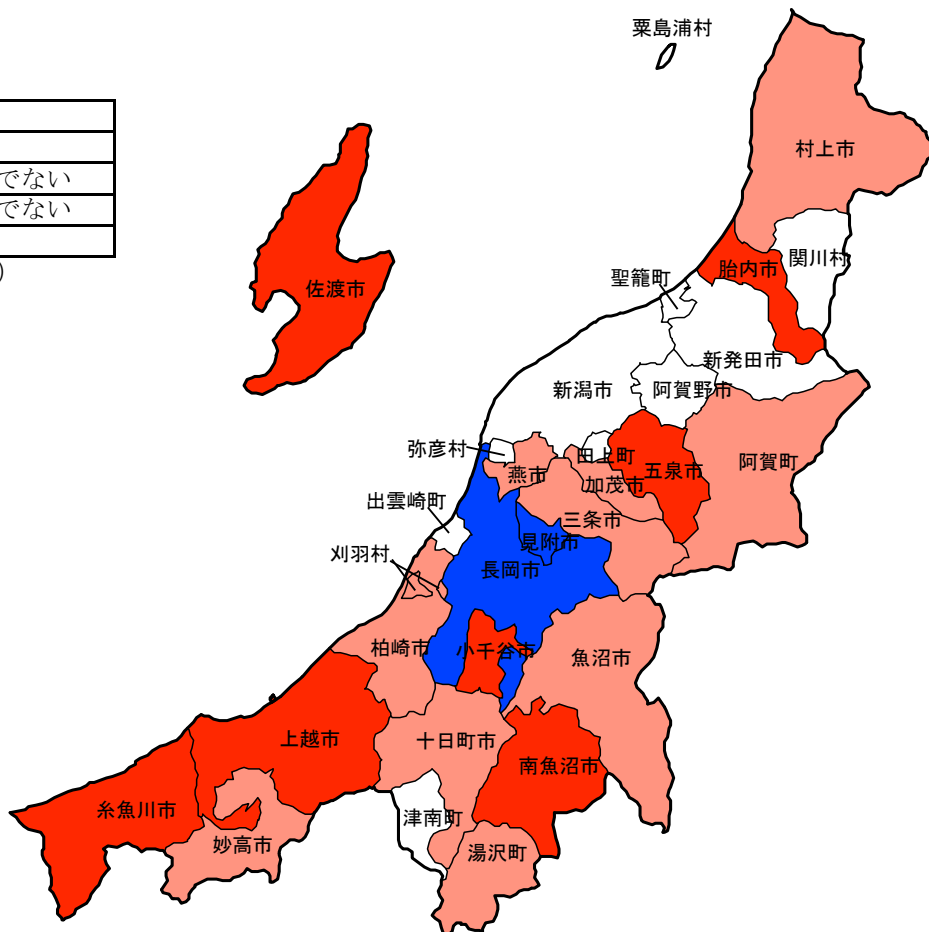 粟島浦村
村上市
でない
でない
)
関川村
胎内市
聖籠町
佐渡市
新発田市
新潟市
阿賀野市
弥彦村
田上町
阿賀町
燕市
五泉市
加茂市
出雲崎町
三条市
見附市
刈羽村
長岡市
柏崎市
小千谷市
魚沼市
上越市
十日町市
南魚沼市
糸魚川市
津南町
妙高市
湯沢町